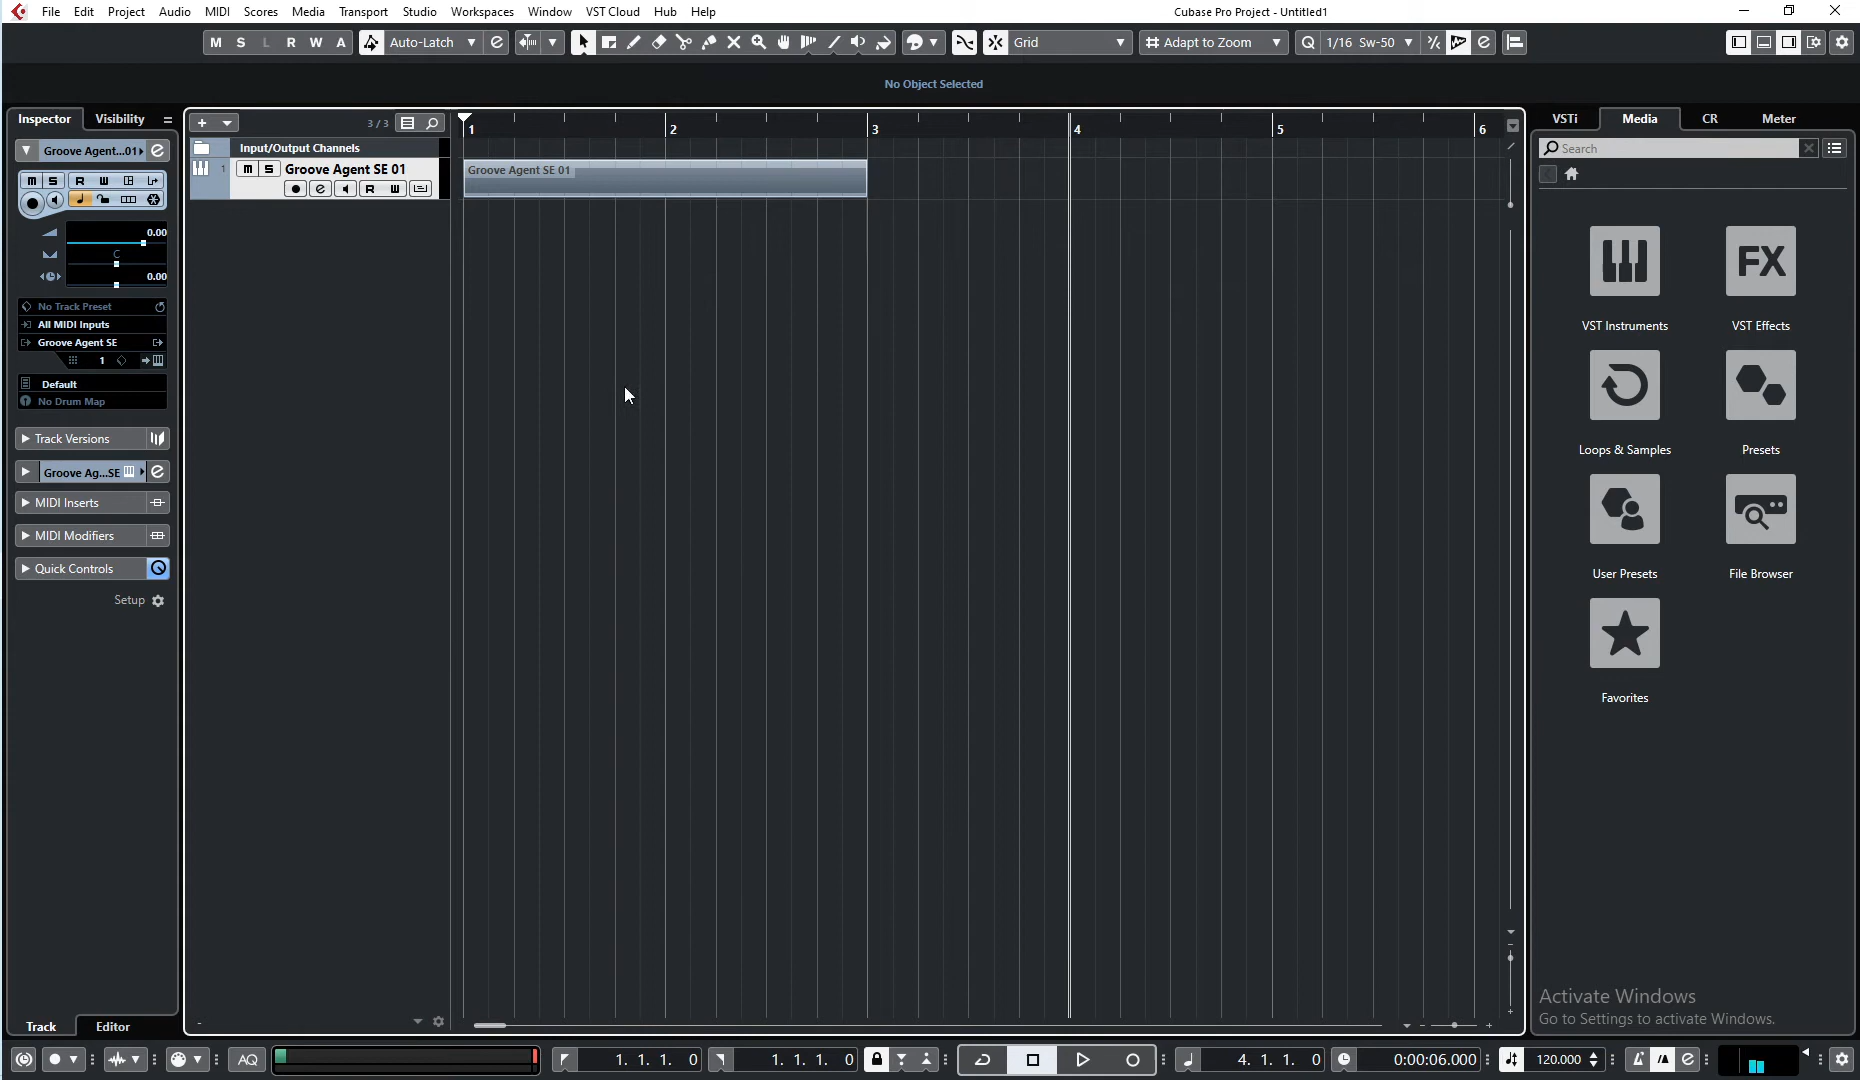 File Edit Project Audio MIDI Scores Media Transport Studio Workspaces Window VST Cloud Hub Help
Cubase Pro Project - Untitled1
M S L R W A Auto-Latch Grid Adapt to Zoom Q 1/16 Sw-50
No Object Selected
Inspector Visibility
3 / 3
1 2 3 4 5 6
VSTi Media CR Meter
Groove Agent...01
Input/Output Channels
Search
1 m S Groove Agent SE 01
Groove Agent SE 01
m S R W
R W
0.00
C
0.00
No Track Preset
All MIDI Inputs
Groove Agent SE
1
Default
No Drum Map
Track Versions
Groove Ag...SE
MIDI Inserts
MIDI Modifiers
Quick Controls
Setup
FX
VST Instruments VST Effects
Loops & Samples Presets
User Presets File Browser
Favorites
Activate Windows
Go to Settings to activate Windows.
Track Editor
AQ 1. 1. 1. 0 1. 1. 1. 0 4. 1. 1. 0 0:00:06.000 120.000